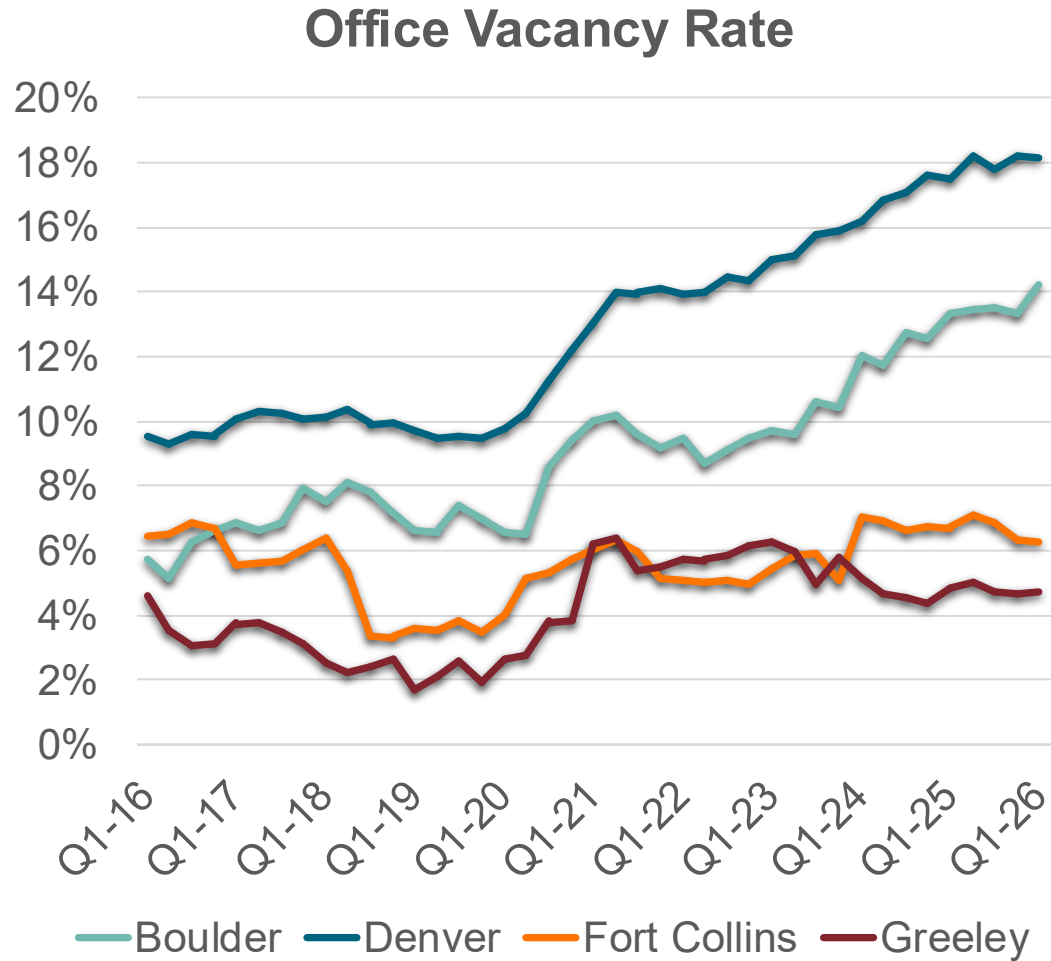 Office Vacancy Rate
20%
18%
16%
14%
12%
10%
8%
6%
4%
2%
0%
Q1-16
Q1-17
Q1-18
Q1-19
Q1-20
Q1-21
Q1-22
Q1-23
Q1-24
Q1-25
Q1-26
Boulder Denver Fort Collins Greeley